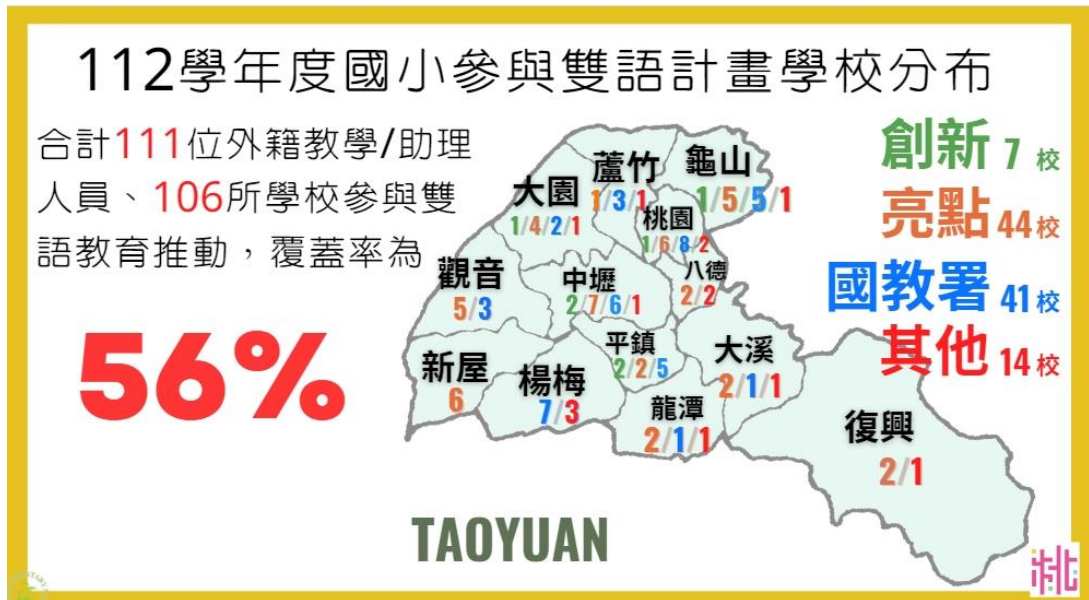 112學年度國小參與雙語計畫學校分布
合計111位外籍教學/助理
人員、106所學校參與雙
語教育推動，覆蓋率為
56%
創新 7 校
亮點 44校
國教署 41校
其他 14校
龜山
1/5/5/1
蘆竹
1/3/1
大園
1/4/2/1
桃園
1/6/8/2
八德
2/2
觀音
5/3
中壢
2/7/6/1
平鎮
2/2/5
大溪
2/1/1
新屋
6
楊梅
7/3
龍潭
2/1/1
復興
2/1
TAOYUAN
桃